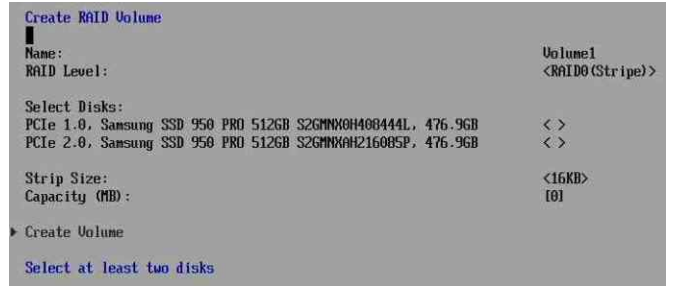 Create RAID Volume
Name: Volume1
RAID Level: <RAID0(Stripe)>
Select Disks:
PCIe 1.0, Samsung SSD 950 PRO 512GB S2GMNX0H408444L, 476.9GB < >
PCIe 2.0, Samsung SSD 950 PRO 512GB S2GMNXAH216085P, 476.9GB < >
Strip Size: <16KB>
Capacity (MB): [0]
Create Volume
Select at least two disks